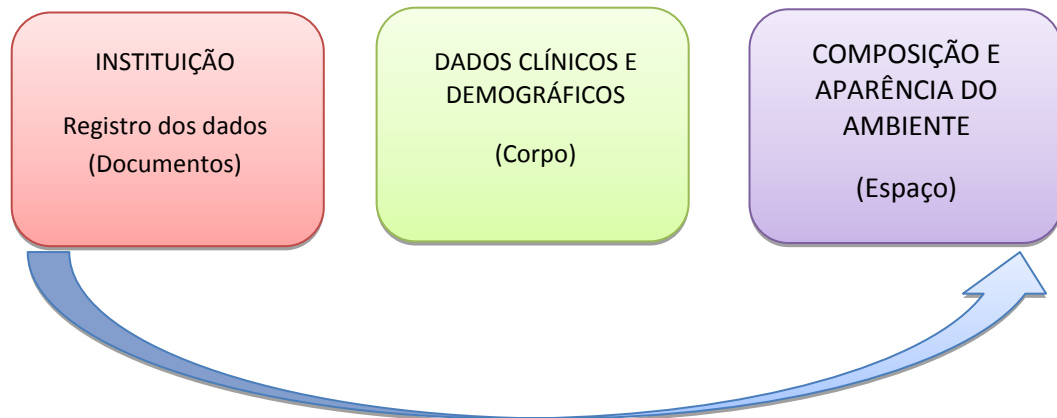 INSTITUIÇÃO
Registro dos dados
(Documentos)
DADOS CLÍNICOS E
DEMOGRÁFICOS
(Corpo)
COMPOSIÇÃO E
APARÊNCIA DO
AMBIENTE
(Espaço)